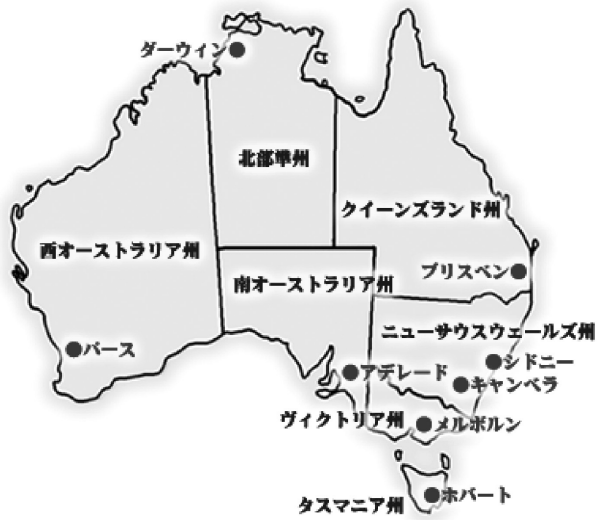 ダーウィン
北部準州
クイーンズランド州
西オーストラリア州
ブリスベン
南オーストラリア州
ニューサウスウェールズ州
パース
シドニー
アデレード
キャンベラ
ヴィクトリア州
メルボルン
ホバート
タスマニア州